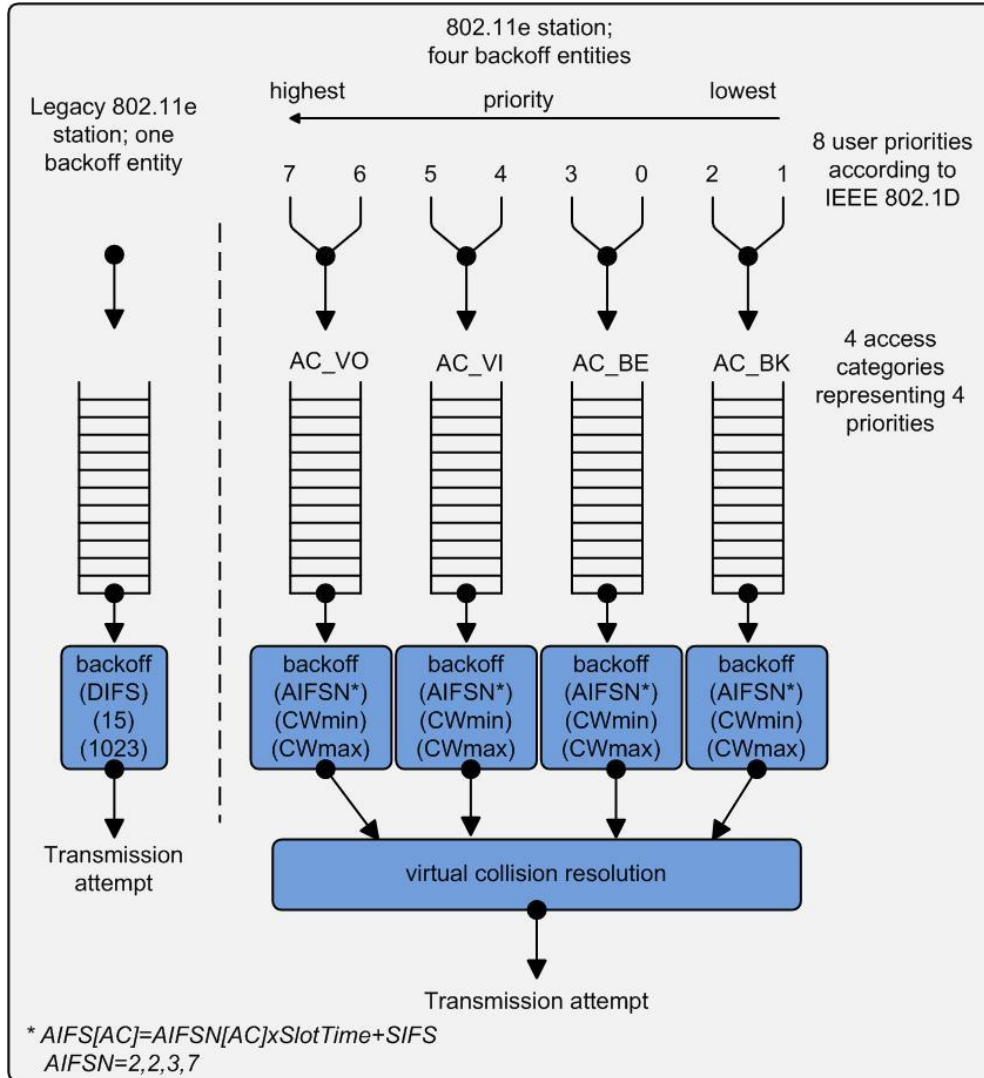 802.11e station;
four backoff entities
highest priority lowest
Legacy 802.11e
station; one
backoff entity
8 user priorities
according to
IEEE 802.1D
7 6 5 4 3 0 2 1
AC_VO AC_VI AC_BE AC_BK
4 access
categories
representing 4
priorities
backoff
(DIFS)
(15)
(1023)
backoff
(AIFSN*)
(CWmin)
(CWmax)
backoff
(AIFSN*)
(CWmin)
(CWmax)
backoff
(AIFSN*)
(CWmin)
(CWmax)
backoff
(AIFSN*)
(CWmin)
(CWmax)
Transmission
attempt
virtual collision resolution
Transmission attempt
* AIFS[AC]=AIFSN[AC]xSlotTime+SIFS
AIFSN=2,2,3,7